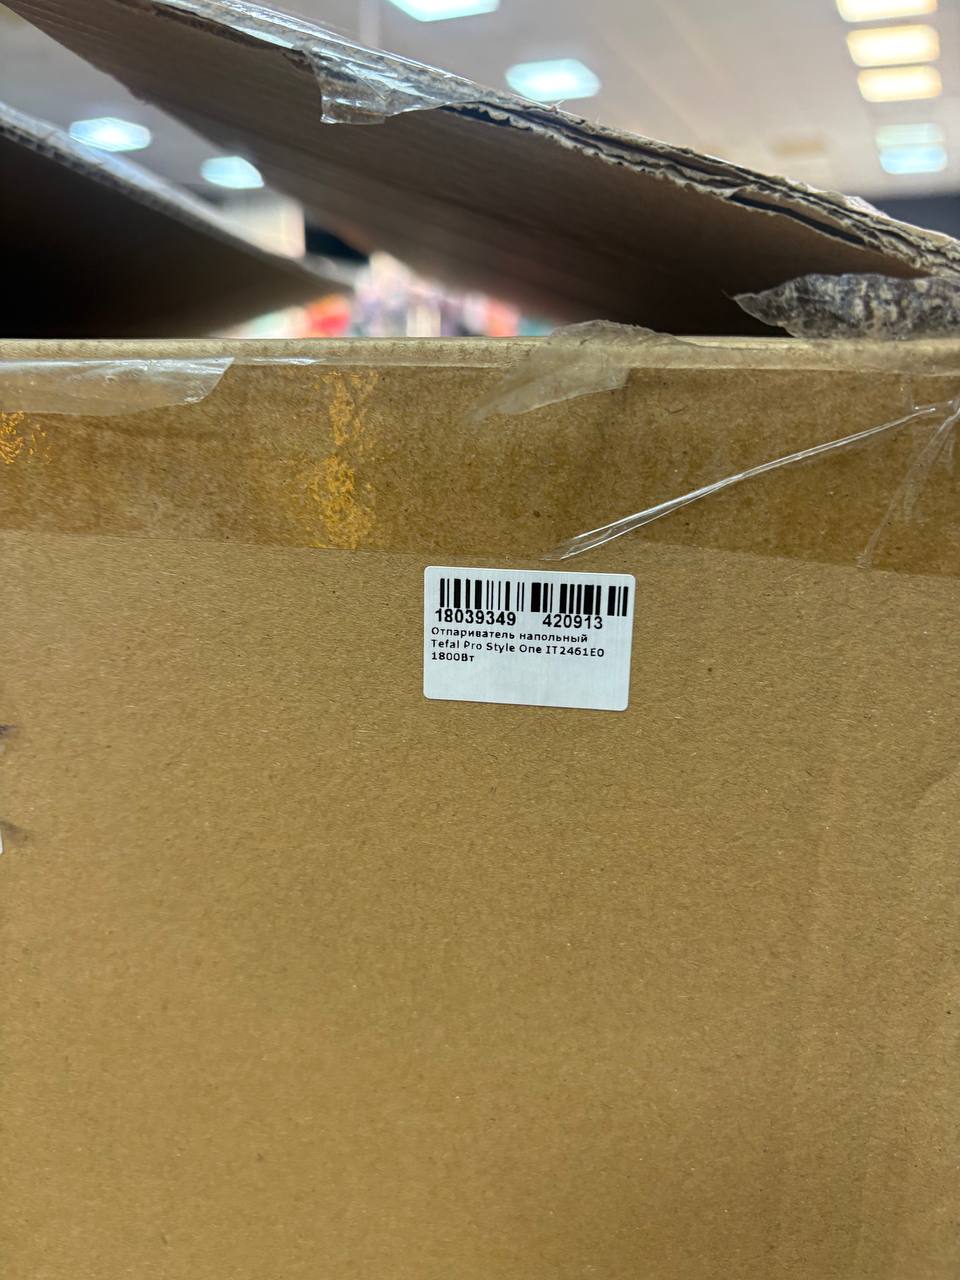 18039349 420913
Отпариватель напольный
Tefal Pro Style One IT2461E0
1800Вт